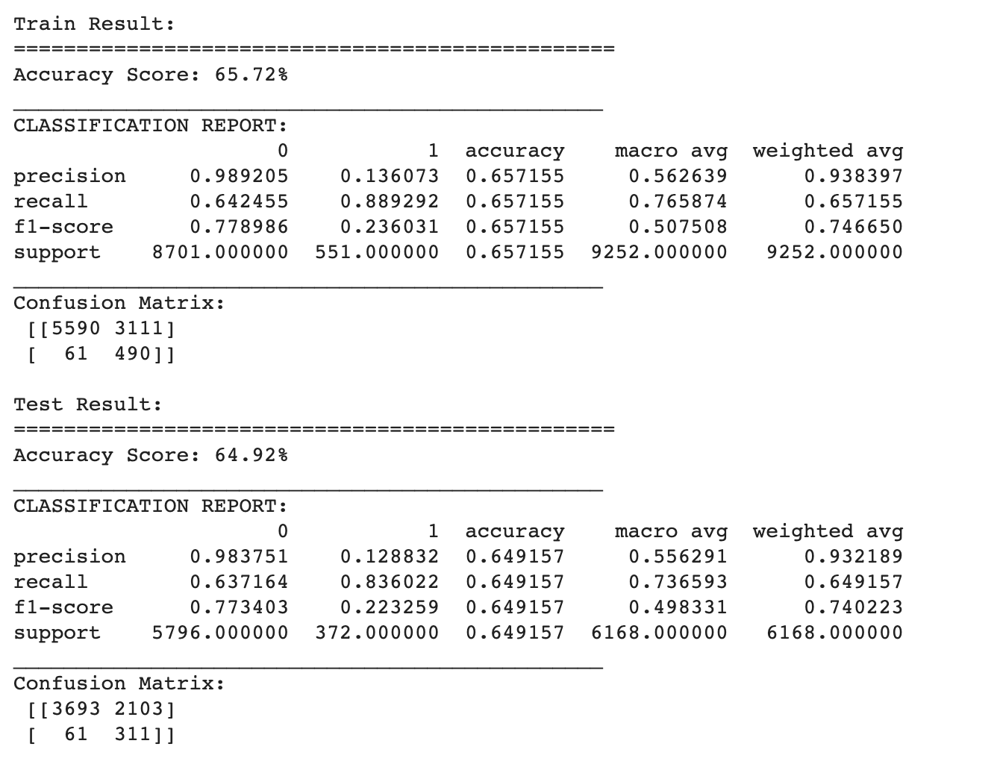 Train Result:
================================================
Accuracy Score: 65.72%
_______________________________________________
CLASSIFICATION REPORT:
0 1 accuracy macro avg weighted avg
precision 0.989205 0.136073 0.657155 0.562639 0.938397
recall 0.642455 0.889292 0.657155 0.765874 0.657155
f1-score 0.778986 0.236031 0.657155 0.507508 0.746650
support 8701.000000 551.000000 0.657155 9252.000000 9252.000000
_______________________________________________
Confusion Matrix:
[[5590 3111]
[ 61 490]]
Test Result:
================================================
Accuracy Score: 64.92%
_______________________________________________
CLASSIFICATION REPORT:
0 1 accuracy macro avg weighted avg
precision 0.983751 0.128832 0.649157 0.556291 0.932189
recall 0.637164 0.836022 0.649157 0.736593 0.649157
f1-score 0.773403 0.223259 0.649157 0.498331 0.740223
support 5796.000000 372.000000 0.649157 6168.000000 6168.000000
_______________________________________________
Confusion Matrix:
[[3693 2103]
[ 61 311]]